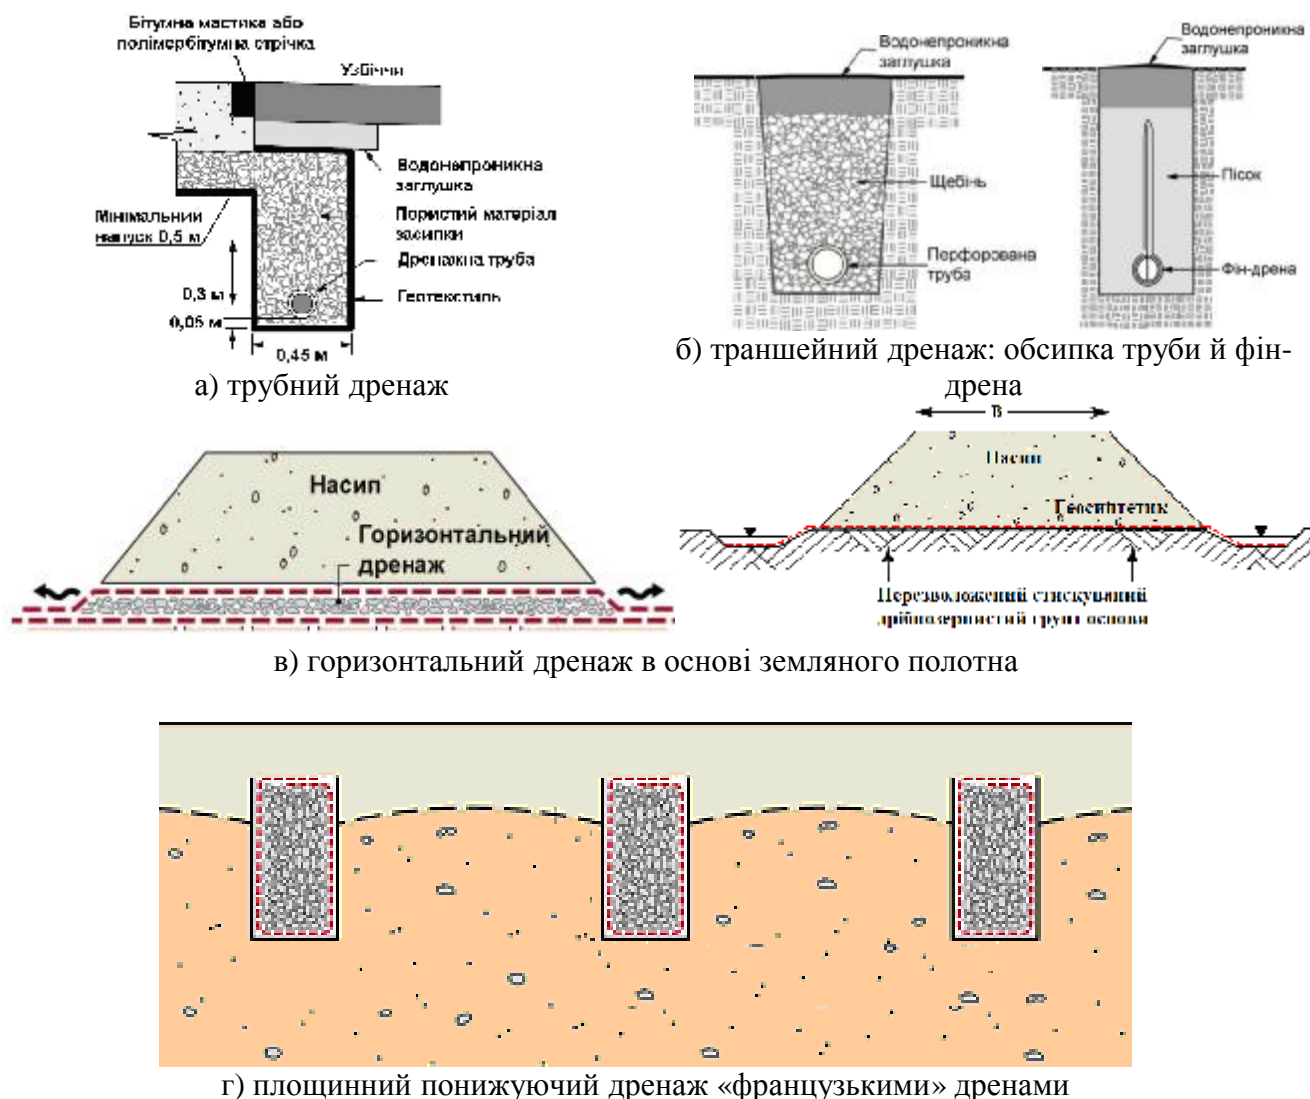 Бітумна мастика або
полімербітумна стрічка
Узбіччя
Водонепроникна
заглушка
Мінімальний
напуск 0,5 м
Пористий матеріал
засипки
Дренажна труба
0,3 м
Геотекстиль
0,05 м
0,45 м
а) трубний дренаж
Водонепроникна
заглушка
Щебінь
Перфорована
труба
Водонепроникна
заглушка
Пісок
Фін-дрена
б) траншейний дренаж: обсипка труби й фін-
дрена
Насип
Горизонтальний
дренаж
В
Насип
Геосинтетик
Перезволожений стискуваний
дрібнозернистий ґрунт основи
в) горизонтальний дренаж в основі земляного полотна
г) площинний понижуючий дренаж «французькими» дренами